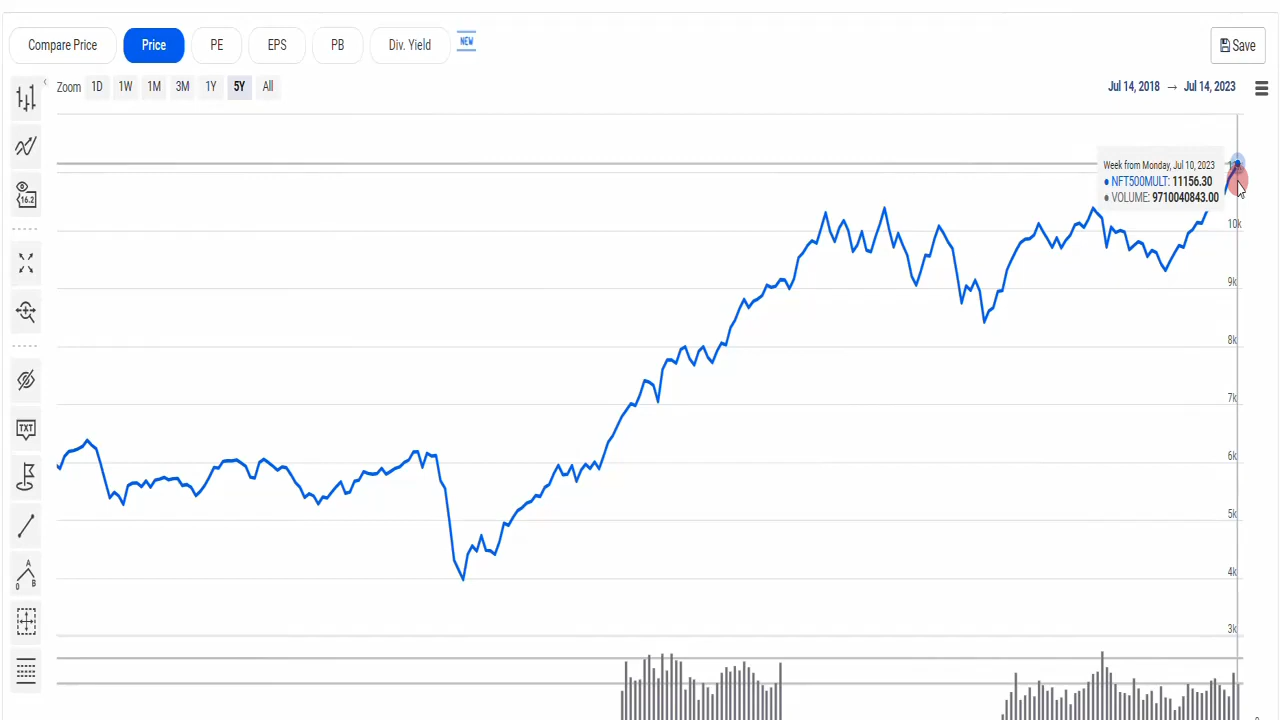 Compare Price Price PE EPS PB Div. Yield NEW Save
Zoom 1D 1W 1M 3M 1Y 5Y All Jul 14, 2018 → Jul 14, 2023
16.2
TXT
A
0 B
Week from Monday, Jul 10, 2023
● NFT500MULT: 11156.30
● VOLUME: 9710040843.00
10k
9k
8k
7k
6k
5k
4k
3k